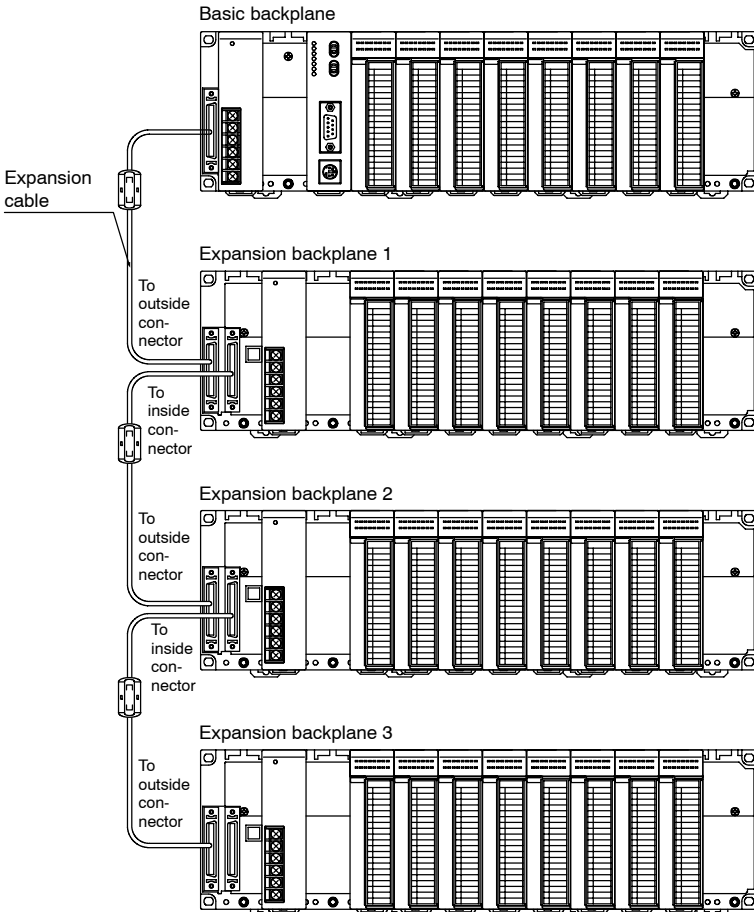 Basic backplane
Expansion
cable
Expansion backplane 1
To
outside
con-
nector
To
inside
con-
nector
Expansion backplane 2
To
outside
con-
nector
To
inside
con-
nector
Expansion backplane 3
To
outside
con-
nector